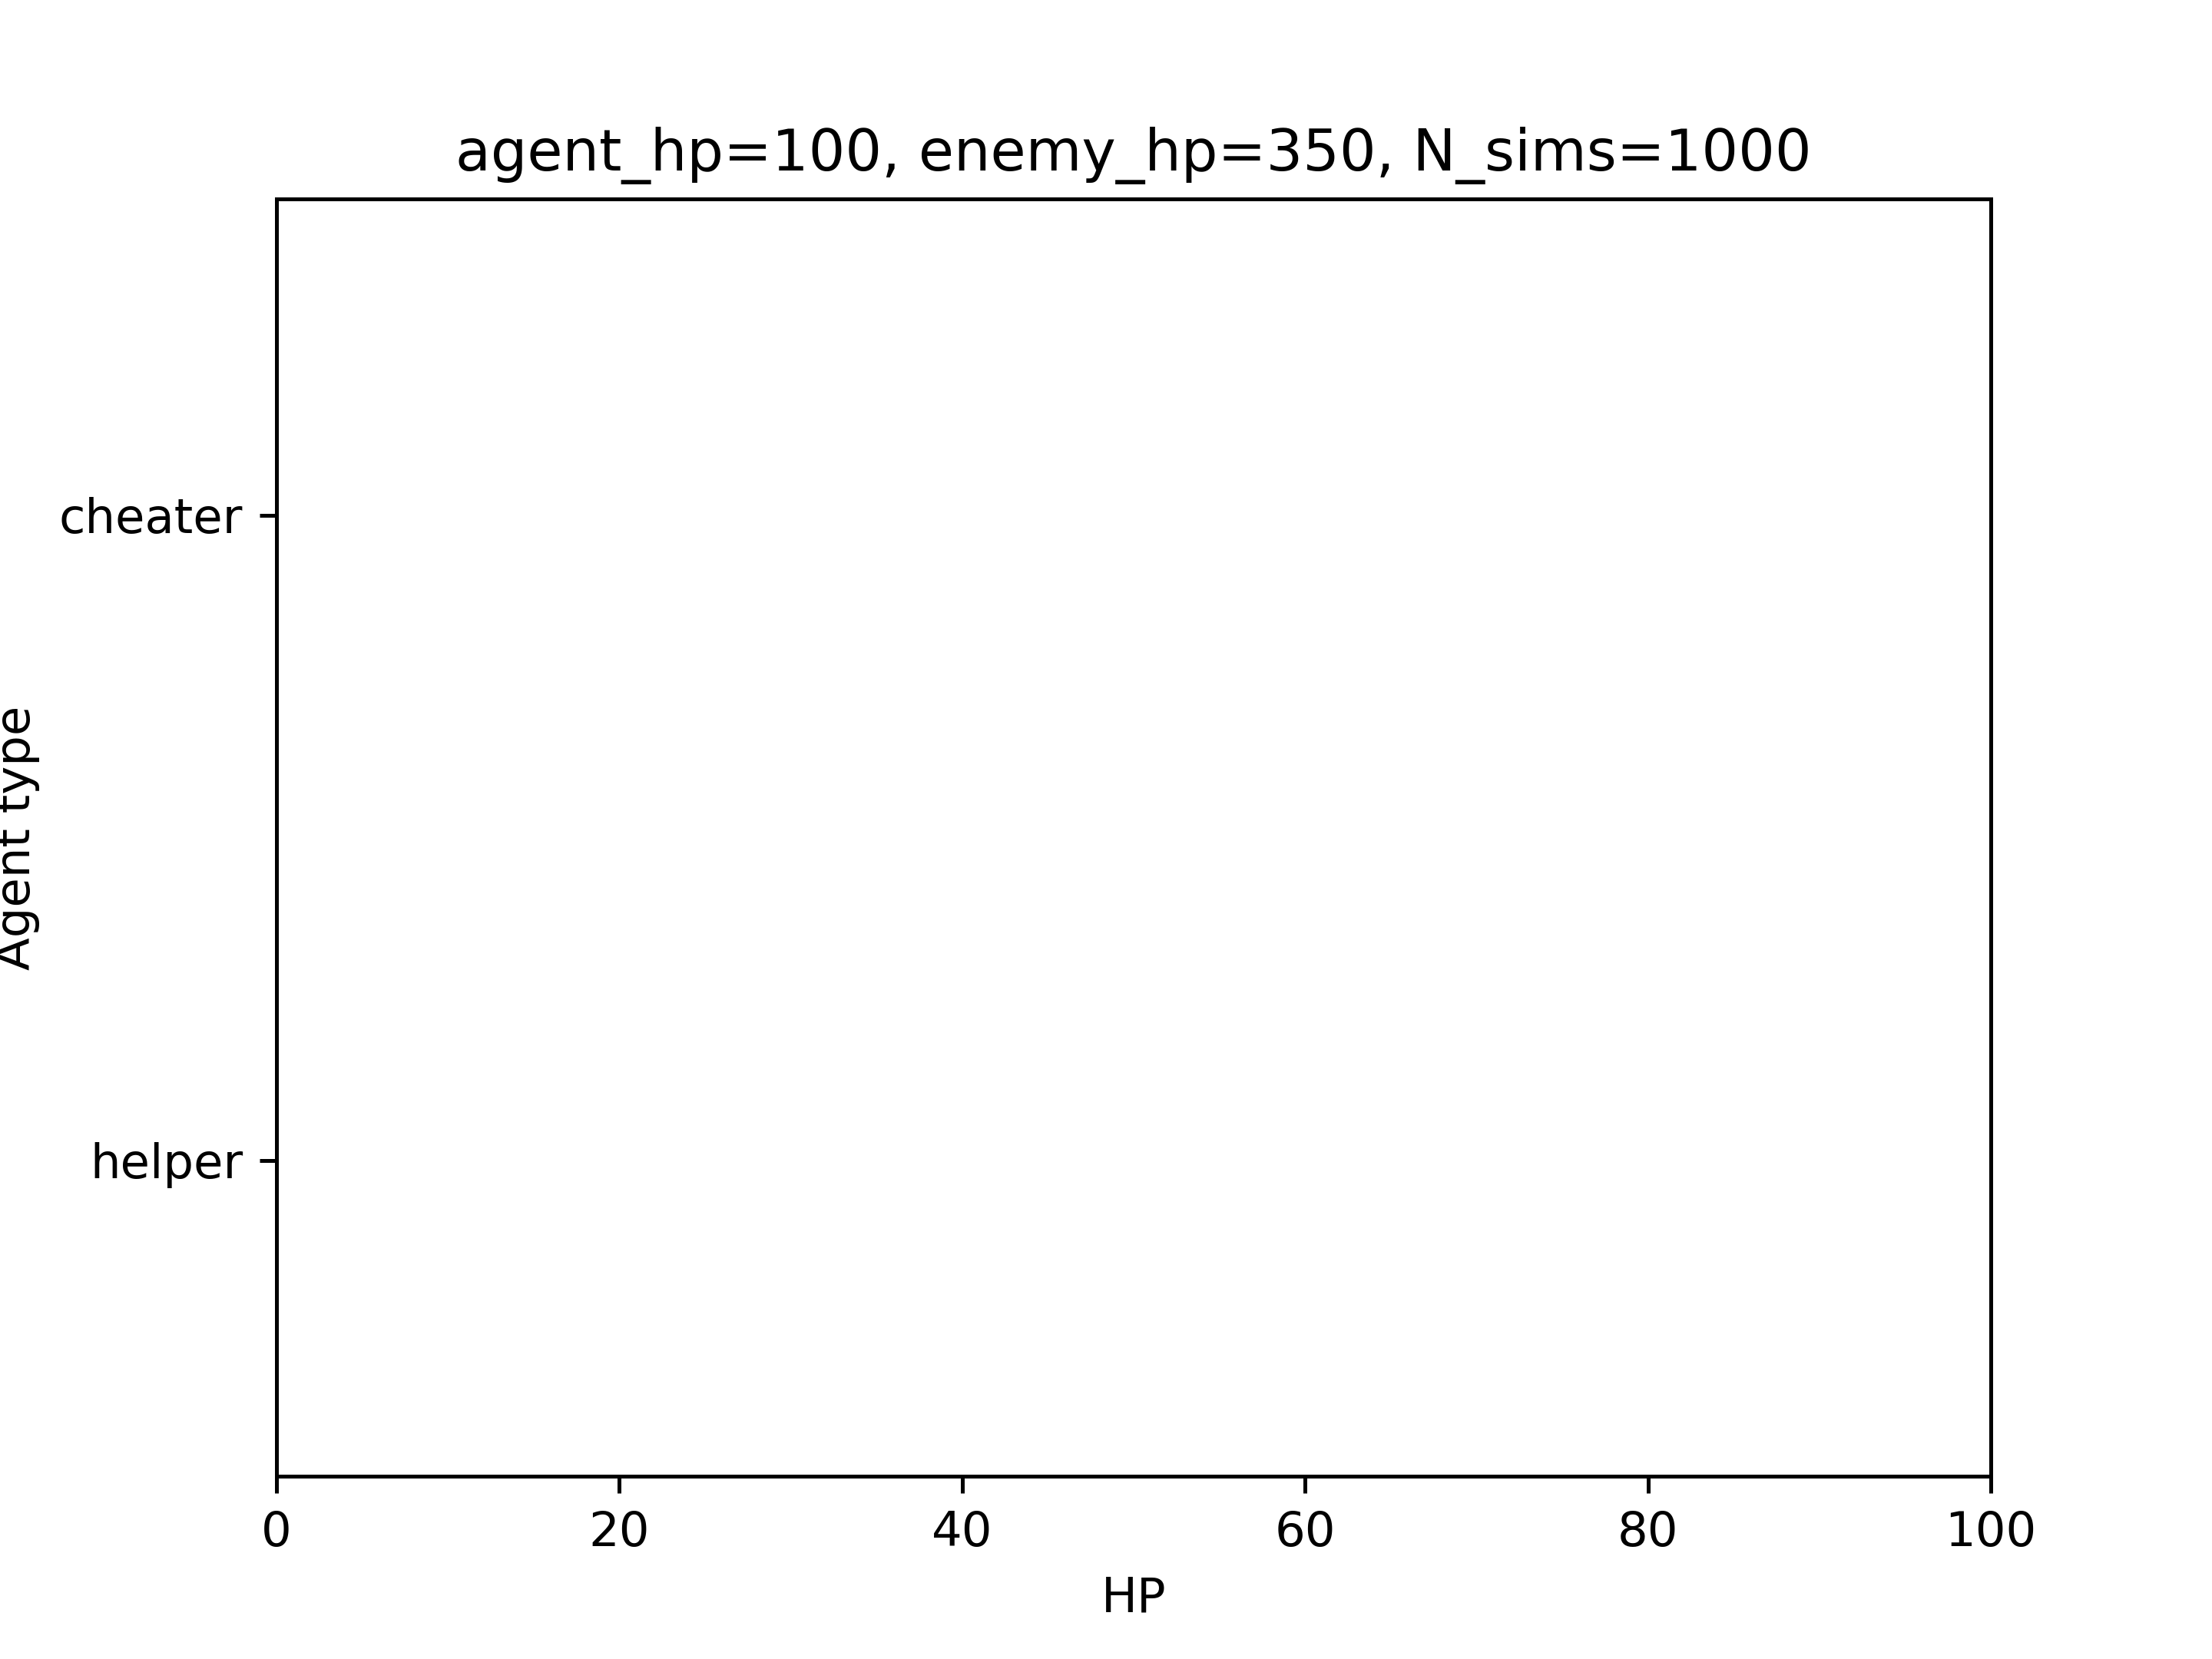 agent_hp=100, enemy_hp=350, N_sims=1000
cheater
Agent type
helper
0 20 40 60 80 100
HP